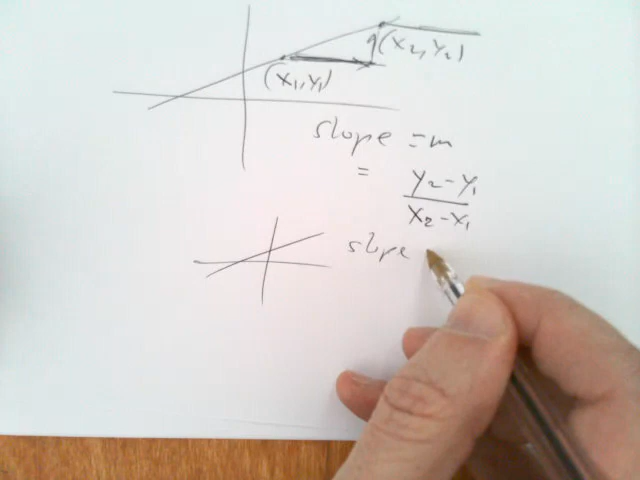 (x₂, y₂)
(x₁, y₁)
slope = m
= y₂ - y₁
x₂ - x₁
slope